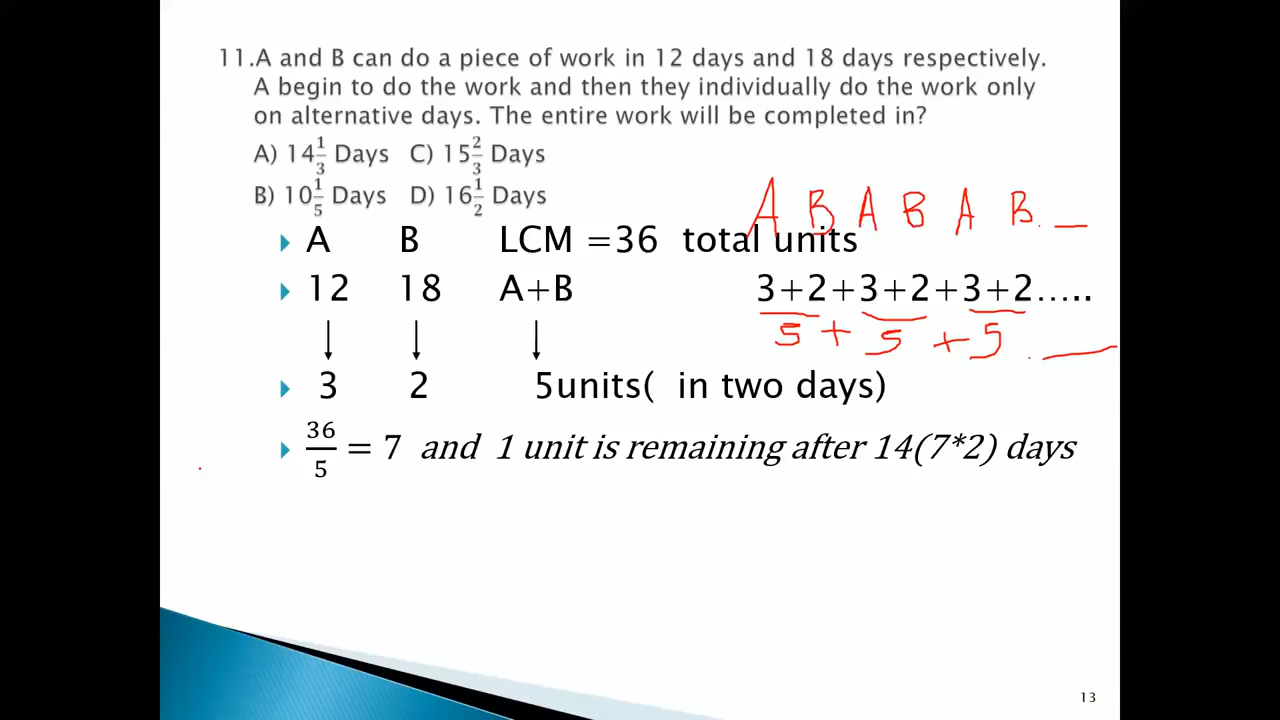 11.A and B can do a piece of work in 12 days and 18 days respectively.
A begin to do the work and then they individually do the work only
on alternative days. The entire work will be completed in?
A) 14 1/3 Days C) 15 2/3 Days
B) 10 1/5 Days D) 16 1/2 Days
A B A B A B. _
A B LCM =36 total units
12 18 A+B 3+2+3+2+3+2.....
5 + 5 + 5 . _
3 2 5units( in two days)
36/5 = 7 and 1 unit is remaining after 14(7*2) days
13